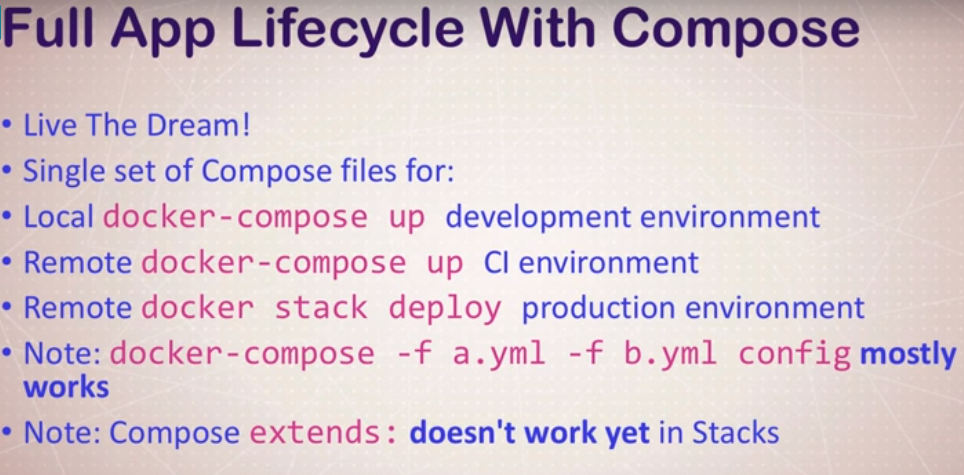 Full App Lifecycle With Compose
• Live The Dream!
• Single set of Compose files for:
• Local docker-compose up development environment
• Remote docker-compose up CI environment
• Remote docker stack deploy production environment
• Note: docker-compose -f a.yml -f b.yml config mostly
works
• Note: Compose extends: doesn't work yet in Stacks